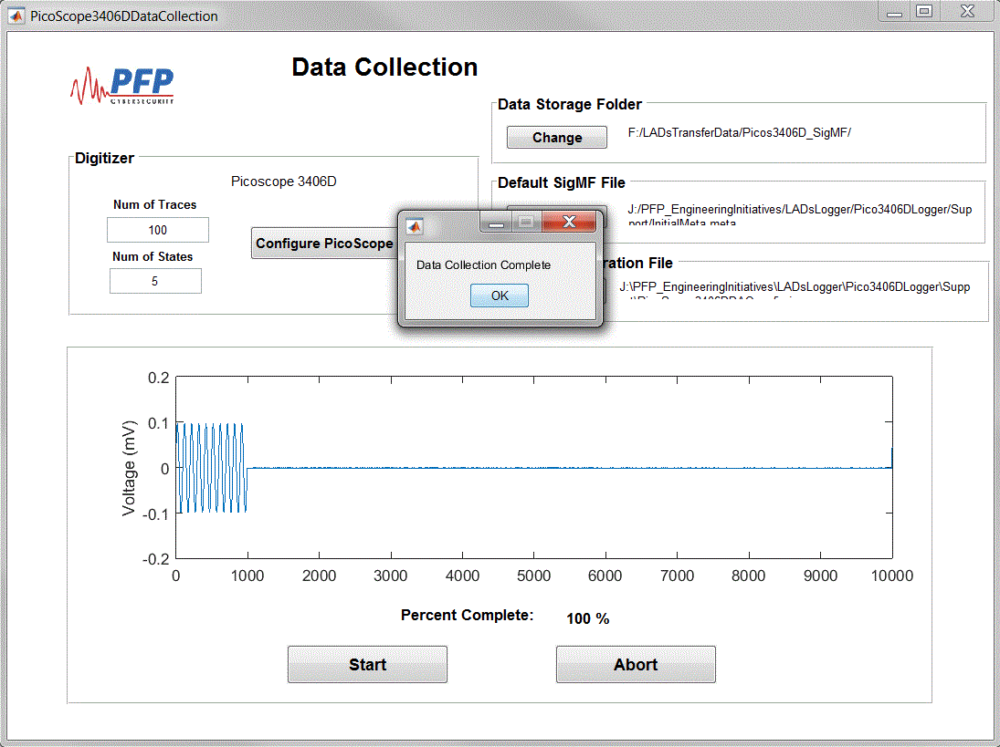 PicoScope3406DDataCollection
PFP
CYBERSECURITY
Data Collection
Data Storage Folder
Change
F:/LADsTransferData/Picos3406D_SigMF/
Digitizer
Picoscope 3406D
Num of Traces
100
Num of States
5
Configure PicoScope
Default SigMF File
J:/PFP_EngineeringInitiatives/LADsLogger/Pico3406DLogger/Sup
port/InitialMeta.meta
ration File
J:\PFP_EngineeringInitiatives\LADsLogger\Pico3406DLogger\Supp
Data Collection Complete
OK
Voltage (mV)
0.2
0.1
0
-0.1
-0.2
0 1000 2000 3000 4000 5000 6000 7000 8000 9000 10000
Percent Complete: 100 %
Start
Abort